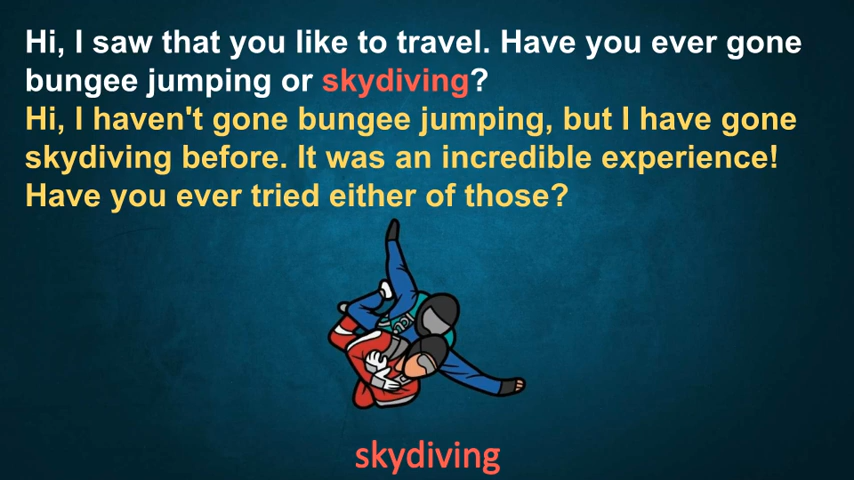 Hi, I saw that you like to travel. Have you ever gone
bungee jumping or skydiving?
Hi, I haven't gone bungee jumping, but I have gone
skydiving before. It was an incredible experience!
Have you ever tried either of those?
skydiving